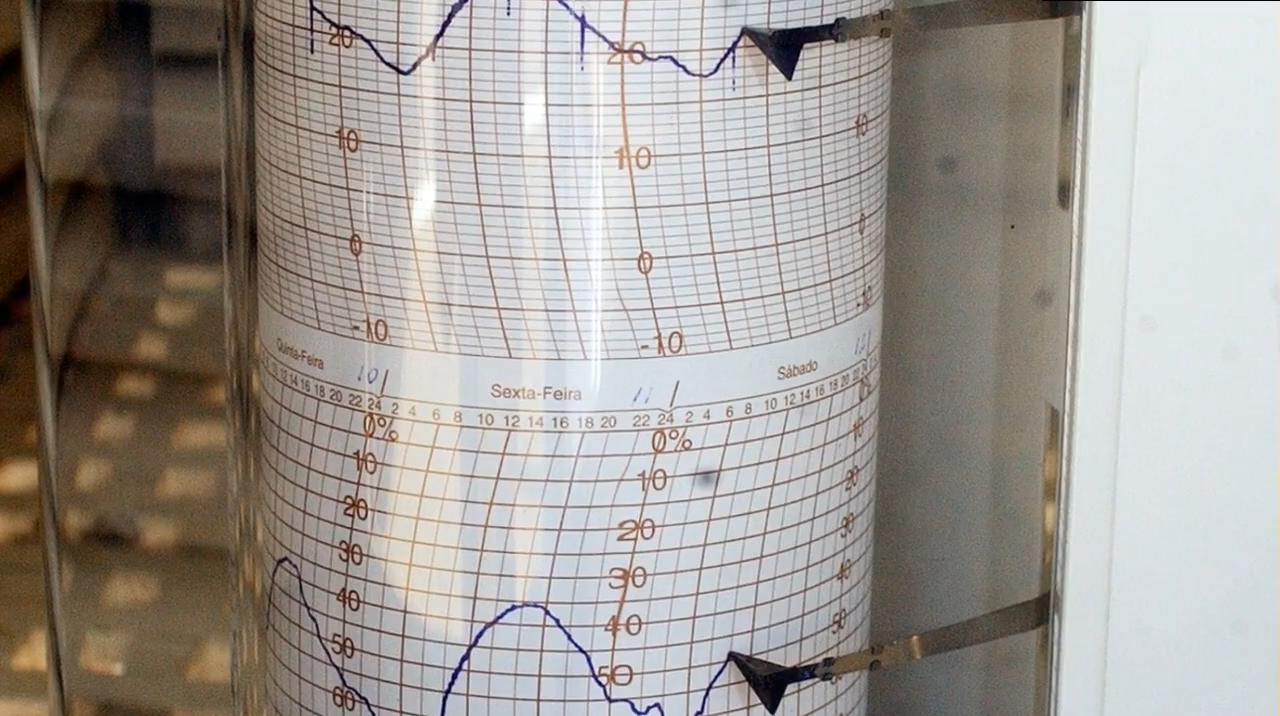 20 20
10 10 10
0 0 0
-10 -10 -10
Quinta-Feira 10/ Sexta-Feira 11 / Sábado
12 14 16 18 20 22 24 2 4 6 8 10 12 14 16 18 20 22 24 2 4 6 8 10 12 14 16 18 20
0% 0%
10 10 10
20 20 20
30 30 30
40 40 40
50 50 50
60